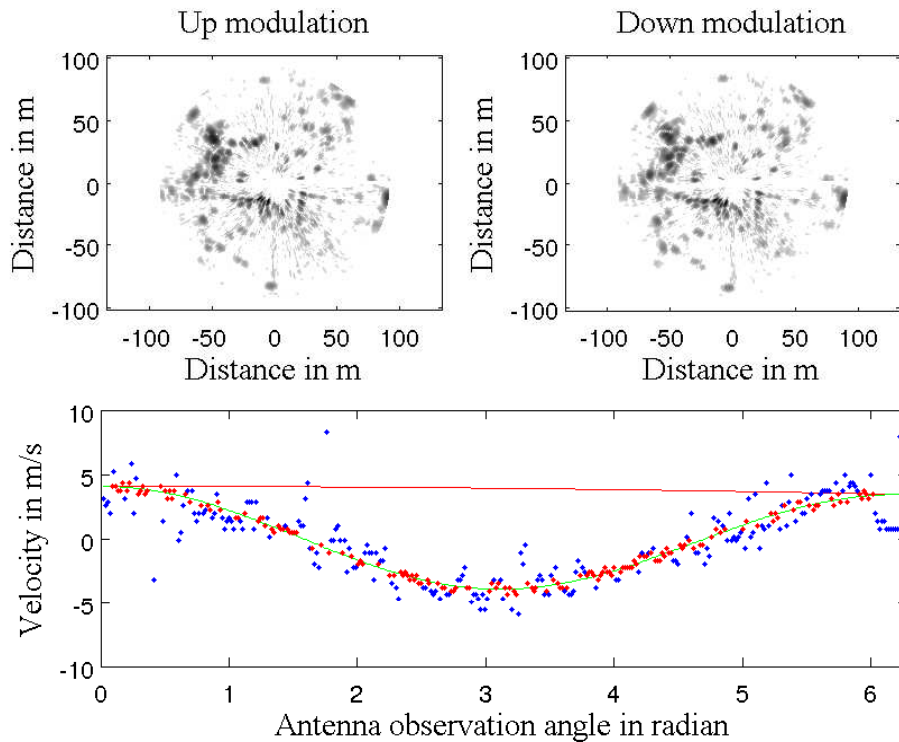 Up modulation
Down modulation
100
50
0
-50
-100
Distance in m
-100 -50 0 50 100
Distance in m
100
50
0
-50
-100
Distance in m
-100 -50 0 50 100
Distance in m
10
5
0
-5
-10
Velocity in m/s
0 1 2 3 4 5 6
Antenna observation angle in radian